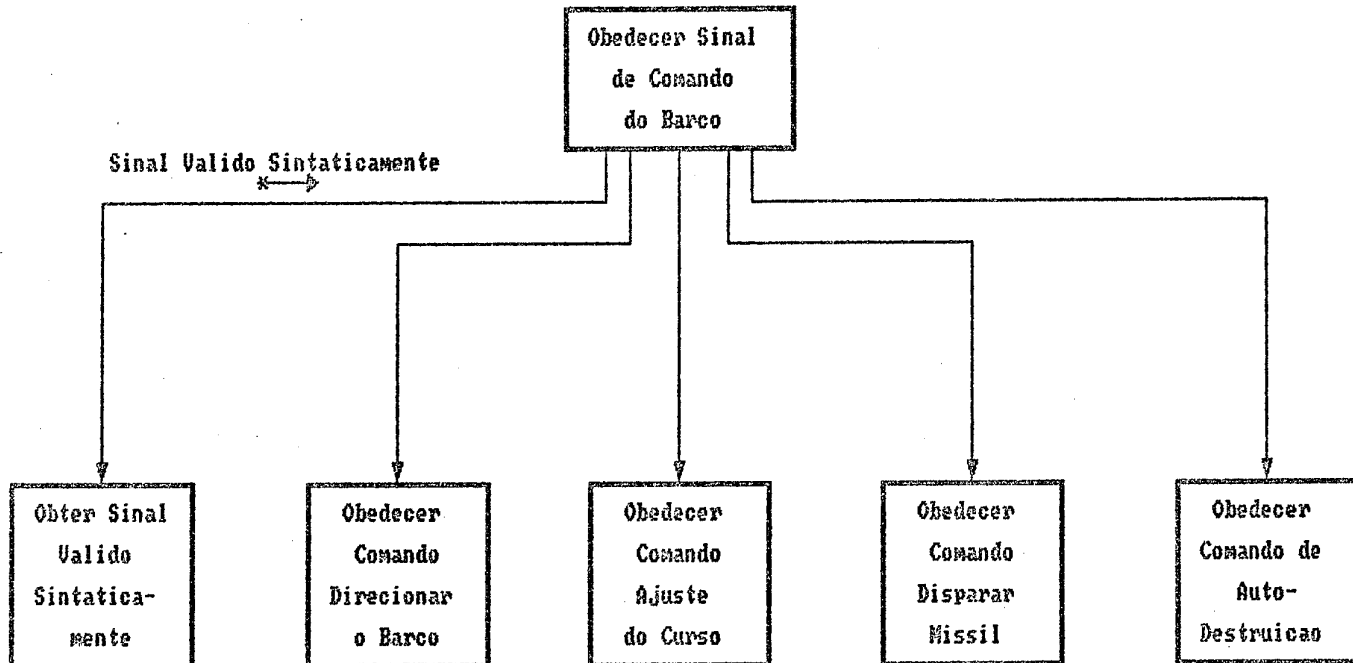 Obedecer Sinal
de Comando
do Barco
Sinal Valido Sintaticamente
Obter Sinal
Valido
Sintatica-
mente
Obedecer
Comando
Direcionar
o Barco
Obedecer
Comando
Ajuste
do Curso
Obedecer
Comando
Disparar
Missil
Obedecer
Comando de
Auto-
Destruicao